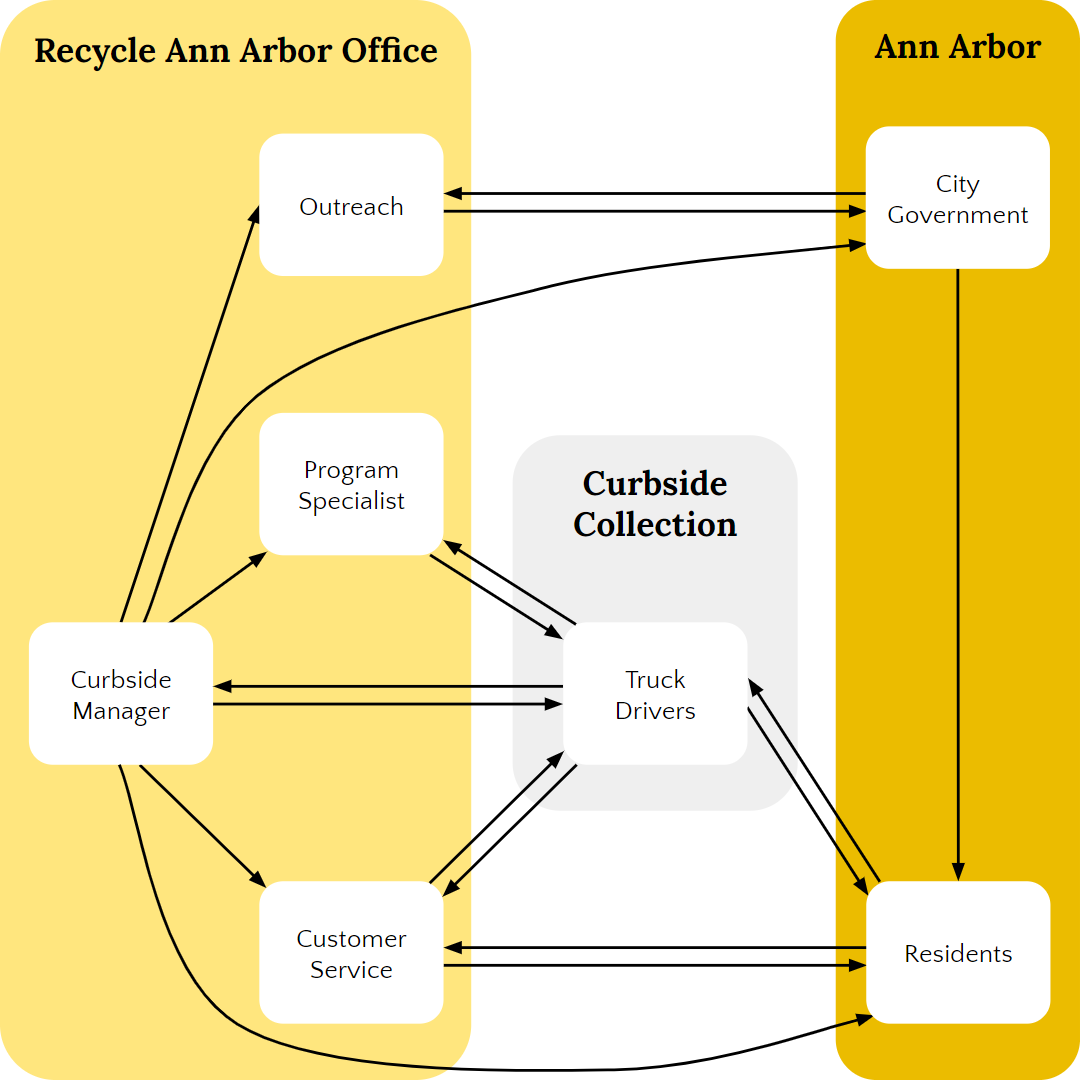 Recycle Ann Arbor Office
Ann Arbor
Outreach
City
Government
Program
Specialist
Curbside
Collection
Curbside
Manager
Truck
Drivers
Customer
Service
Residents